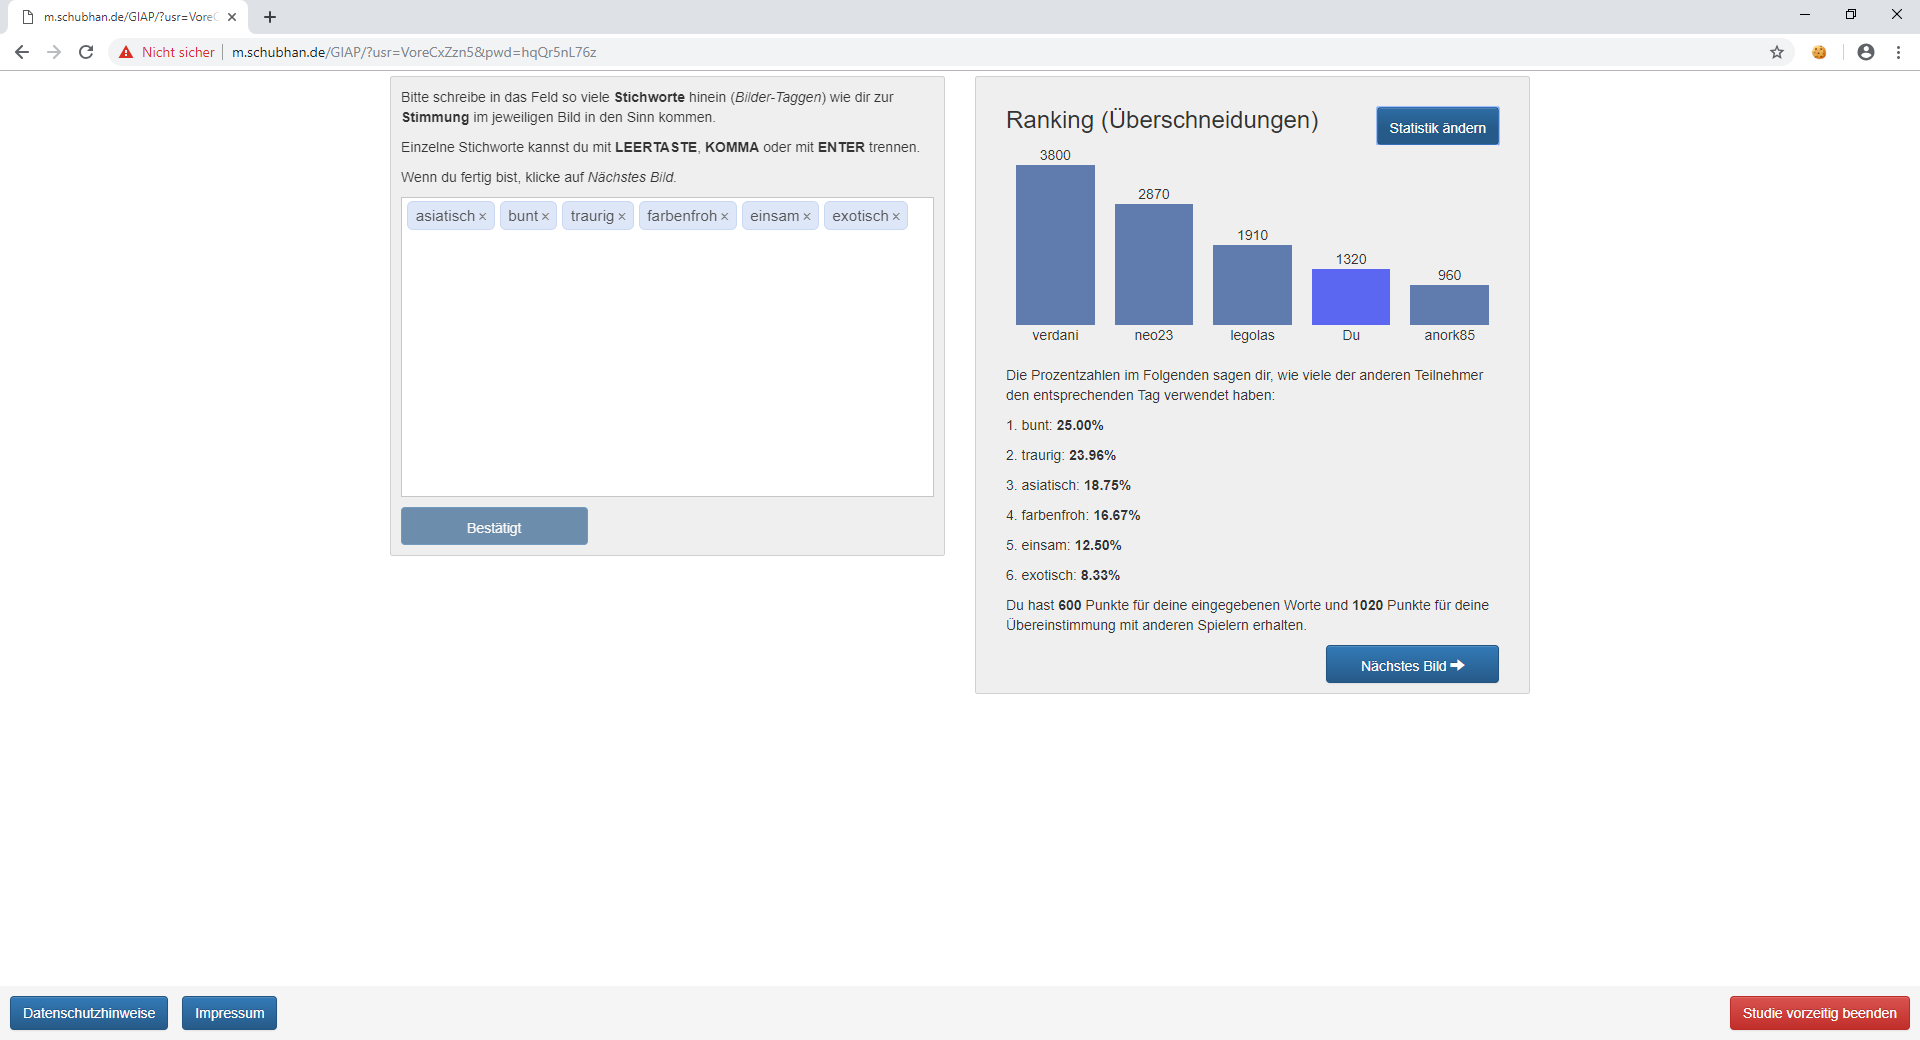 m.schubhan.de/GIAP/?usr=Vore
Nicht sicher
m.schubhan.de/GIAP/?usr=VoreCxZzn5&pwd=hqQr5nL76z
Bitte schreibe in das Feld so viele Stichworte hinein (Bilder-Taggen) wie dir zur
Stimmung im jeweiligen Bild in den Sinn kommen.
Einzelne Stichworte kannst du mit LEERTASTE, KOMMA oder mit ENTER trennen.
Wenn du fertig bist, klicke auf Nächstes Bild.
asiatisch × bunt × traurig × farbenfroh × einsam × exotisch ×
Bestätigt
Ranking (Überschneidungen)
Statistik ändern
3800
2870
1910
1320
960
verdani neo23 legolas Du anork85
Die Prozentzahlen im Folgenden sagen dir, wie viele der anderen Teilnehmer
den entsprechenden Tag verwendet haben:
1. bunt: 25.00%
2. traurig: 23.96%
3. asiatisch: 18.75%
4. farbenfroh: 16.67%
5. einsam: 12.50%
6. exotisch: 8.33%
Du hast 600 Punkte für deine eingegebenen Worte und 1020 Punkte für deine
Übereinstimmung mit anderen Spielern erhalten.
Nächstes Bild
Datenschutzhinweise
Impressum
Studie vorzeitig beenden